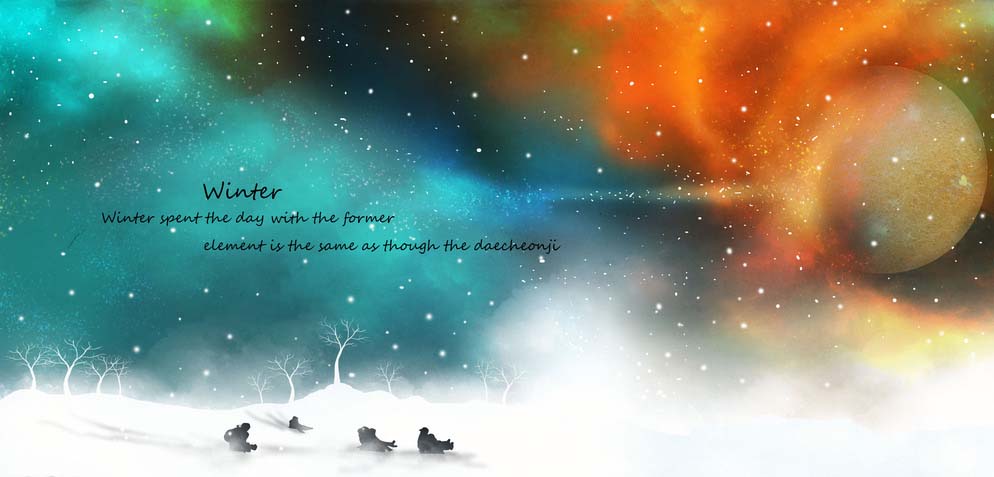 Winter
Winter spent the day with the former
element is the same as though the daecheonji